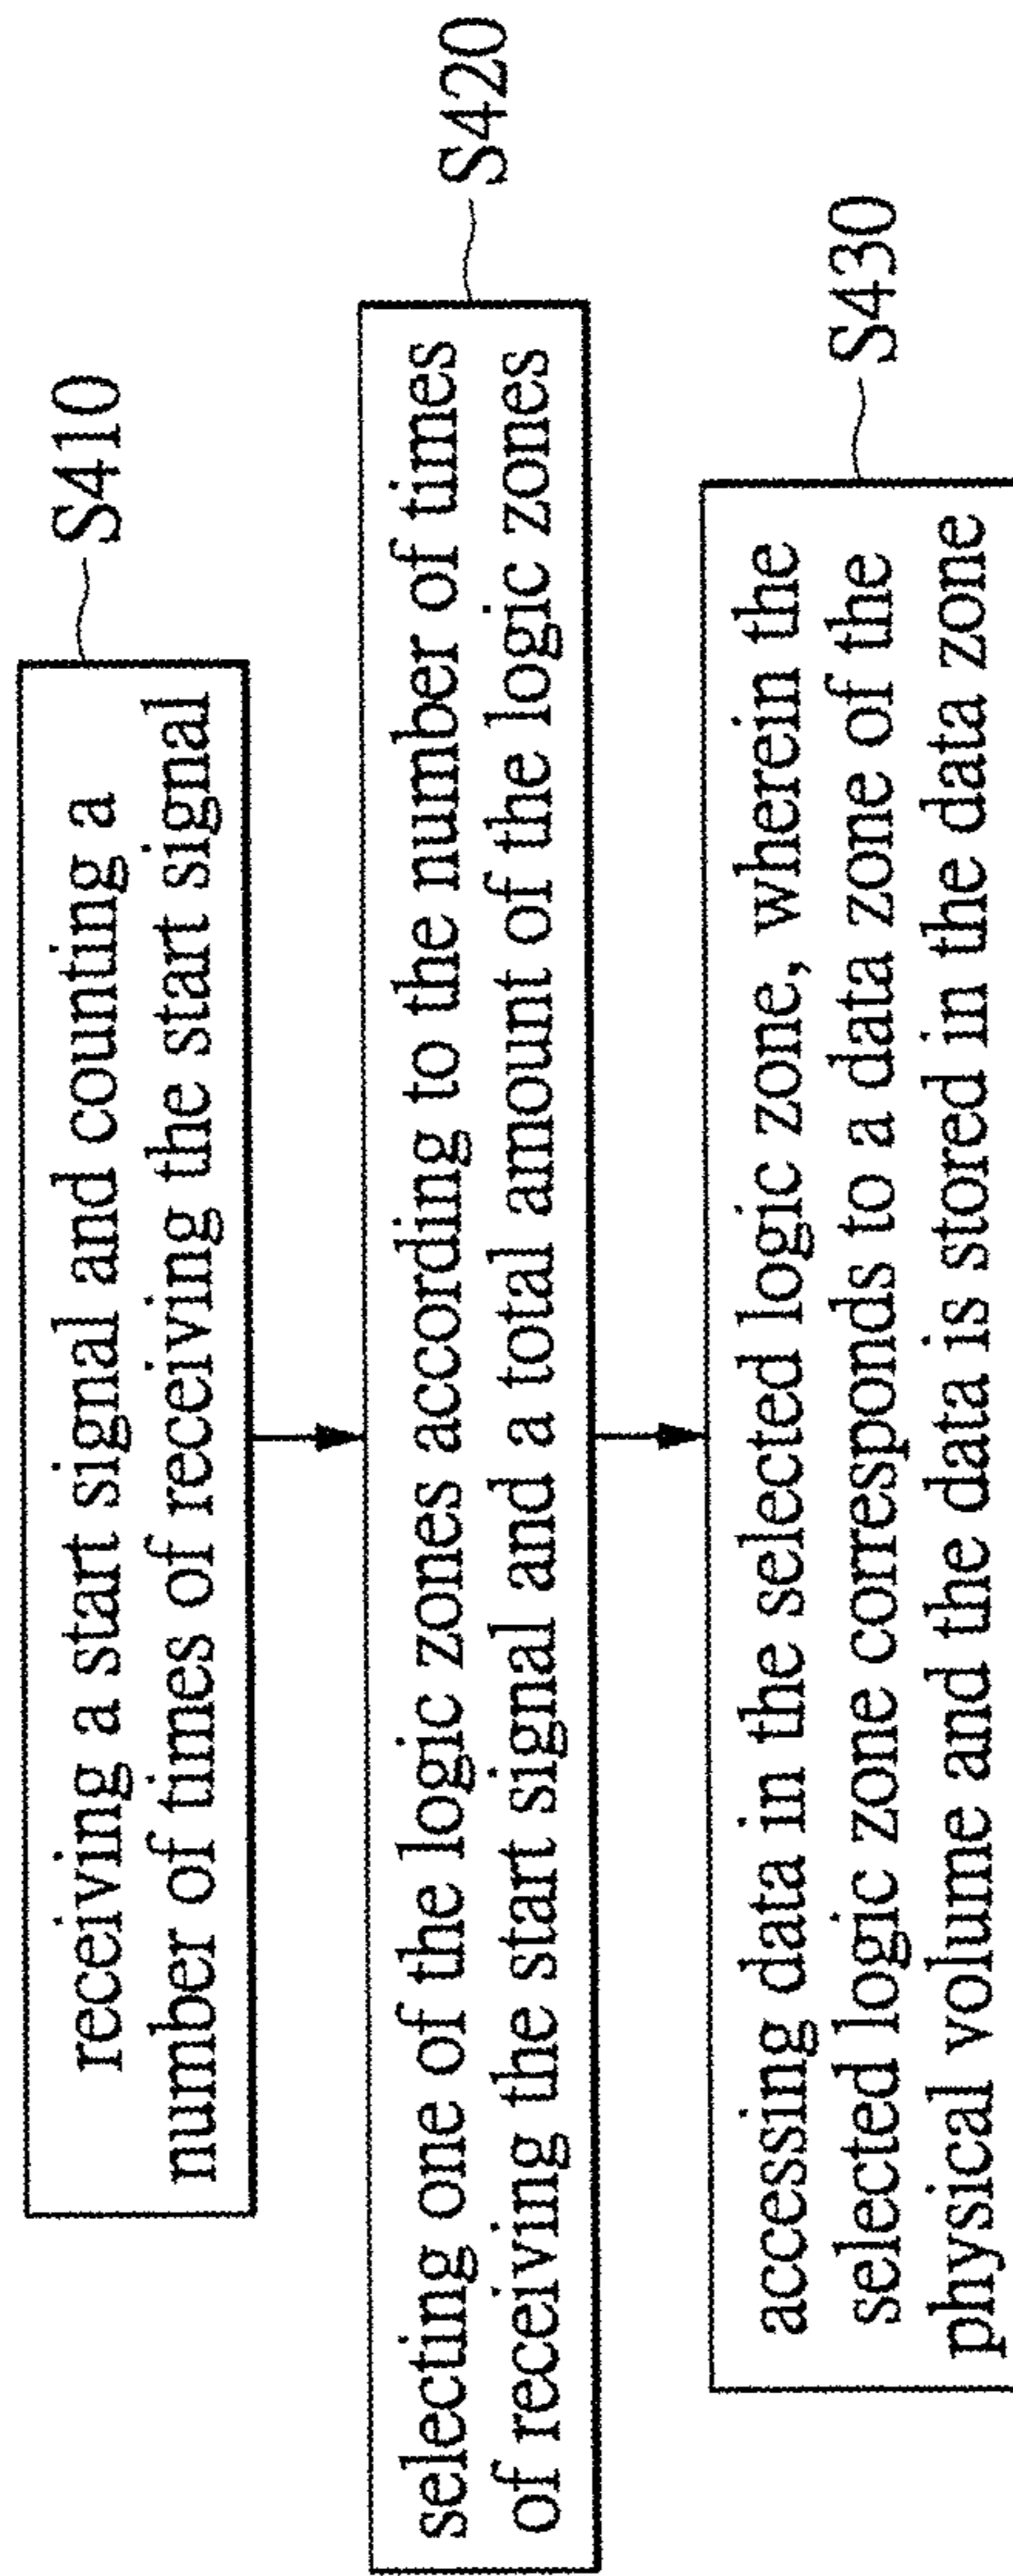 receiving a start signal and counting a
number of times of receiving the start signal
S410
selecting one of the logic zones according to the number of times
of receiving the start signal and a total amount of the logic zones
S420
accessing data in the selected logic zone, wherein the
selected logic zone corresponds to a data zone of the
physical volume and the data is stored in the data zone
S430